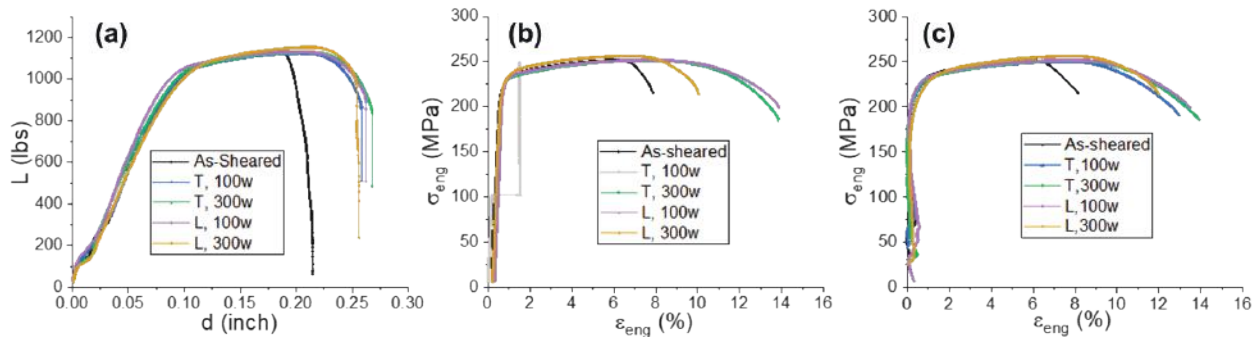 (a)
L (lbs)
1200
1000
800
600
400
200
0
As-Sheared
T, 100w
T, 300w
L, 100w
L, 300w
0.00 0.05 0.10 0.15 0.20 0.25 0.30
d (inch)
(b)
σeng (MPa)
300
250
200
150
100
50
0
As-sheared
T, 100w
T, 300w
L, 100w
L, 300w
0 2 4 6 8 10 12 14 16
εeng (%)
(c)
σeng (MPa)
300
250
200
150
100
50
0
As-sheared
T, 100w
T, 300w
L, 100w
L, 300w
0 2 4 6 8 10 12 14 16
εeng (%)